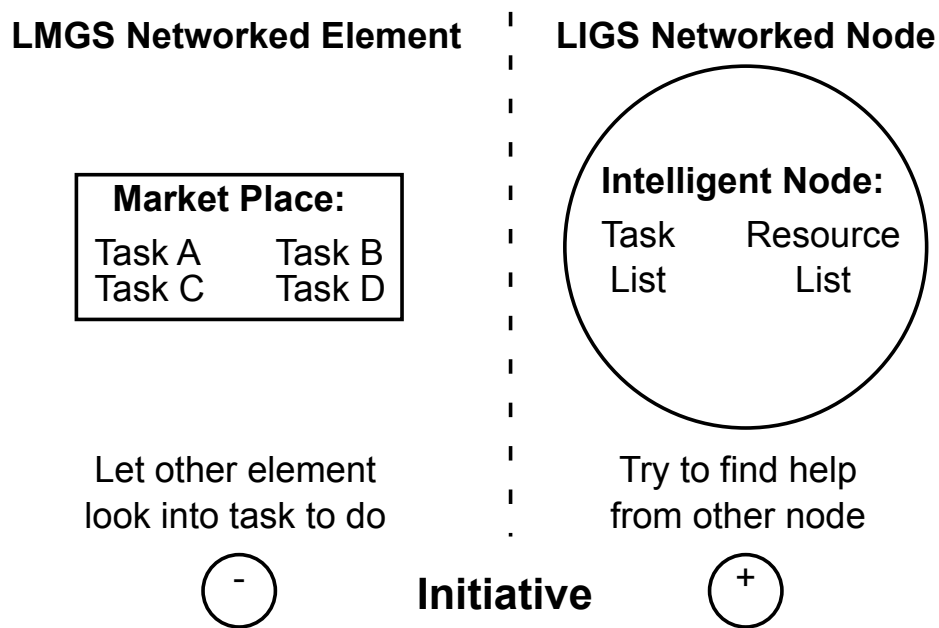 LMGS Networked Element
Market Place:
Task A Task B
Task C Task D
Let other element
look into task to do
-
LIGS Networked Node
Intelligent Node:
Task Resource
List List
Try to find help
from other node
+
Initiative